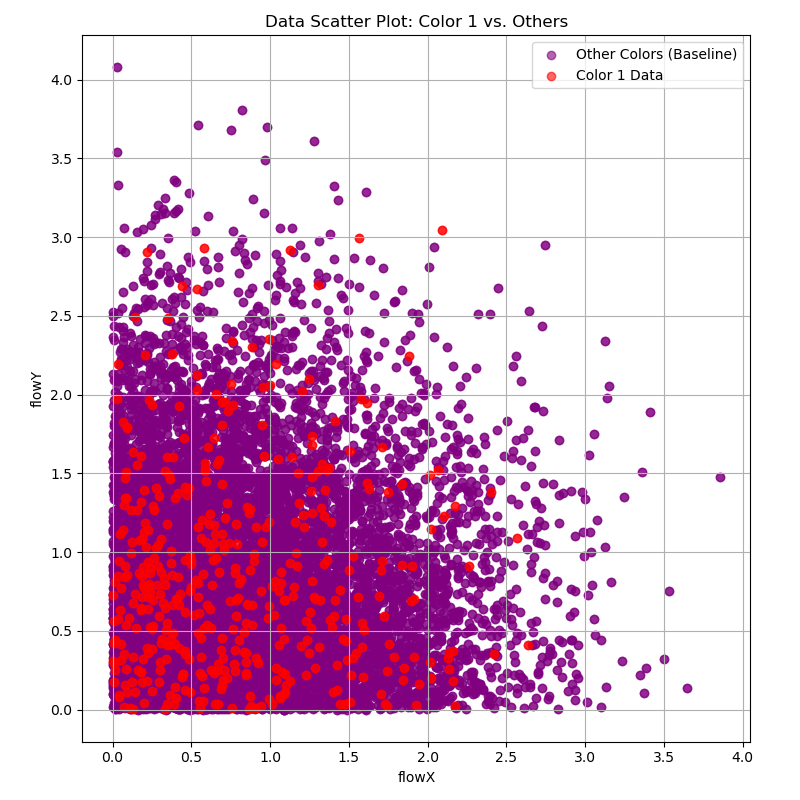 Data Scatter Plot: Color 1 vs. Others
Other Colors (Baseline)
Color 1 Data
4.0
3.5
3.0
2.5
2.0
1.5
1.0
0.5
0.0
flowY
0.0 0.5 1.0 1.5 2.0 2.5 3.0 3.5 4.0
flowX